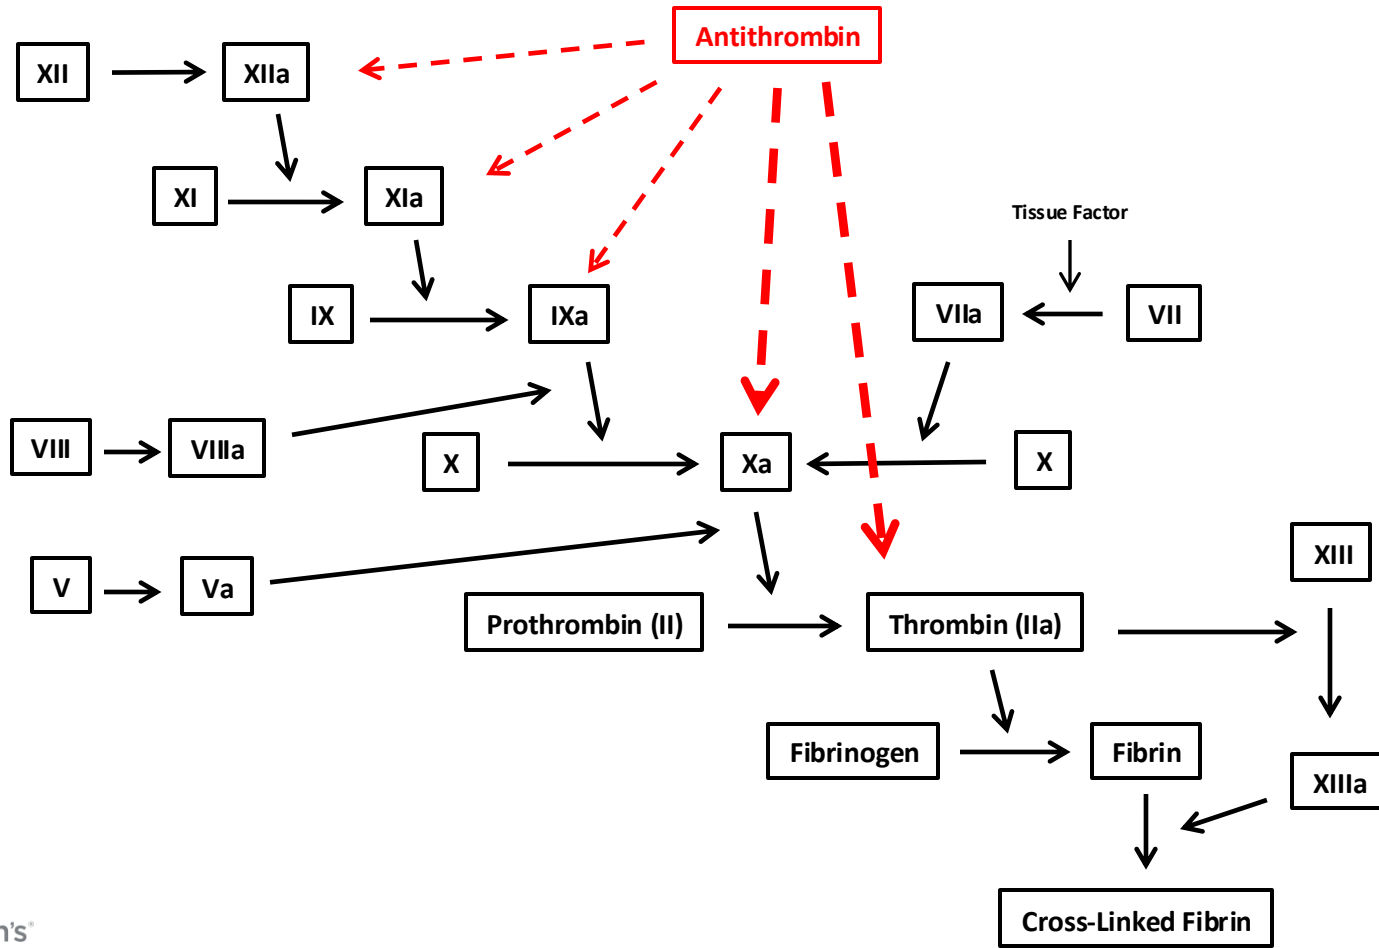 Antithrombin
XII
XIIa
XI
XIa
Tissue Factor
IX
IXa
VIIa
VII
VIII
VIIIa
X
Xa
X
V
Va
XIII
Prothrombin (II)
Thrombin (IIa)
Fibrinogen
Fibrin
XIIIa
Cross-Linked Fibrin
n's®